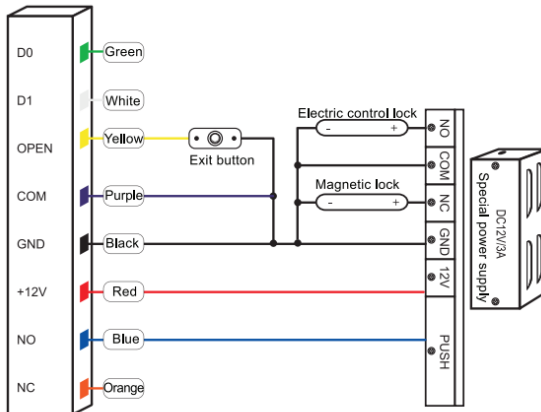 D0
Green
D1
White
OPEN
Yellow
Exit button
COM
Purple
GND
Black
+12V
Red
NO
Blue
NC
Orange
Electric control lock
- +
Magnetic lock
- +
NO
COM
NC
GND
12V
PUSH
DC12V/3A
Special power supply